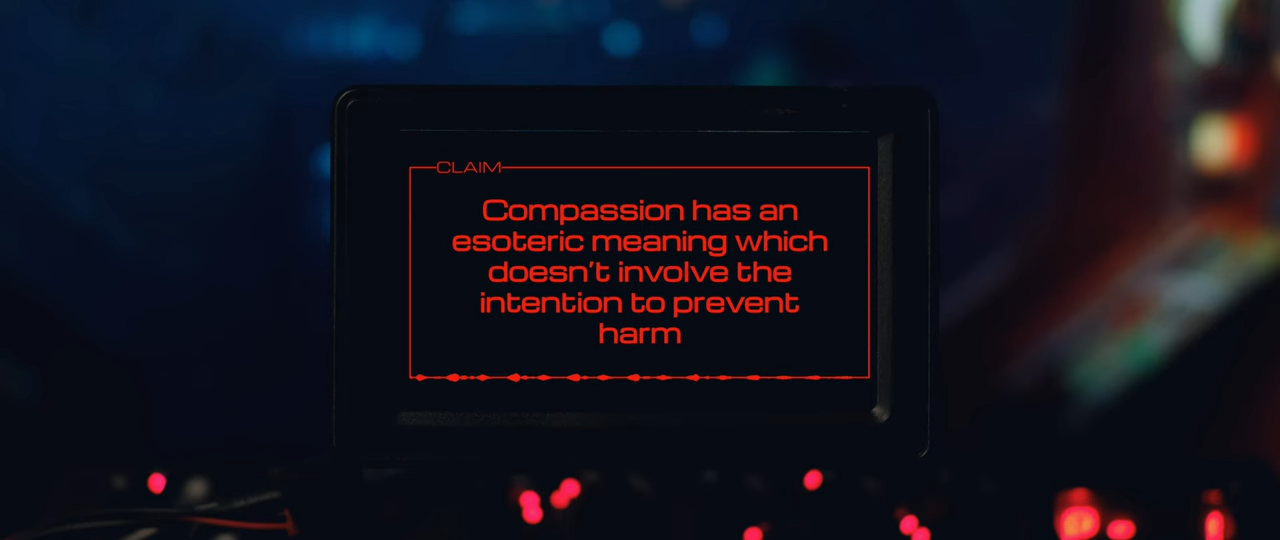 CLAIM
Compassion has an
esoteric meaning which
doesn't involve the
intention to prevent
harm